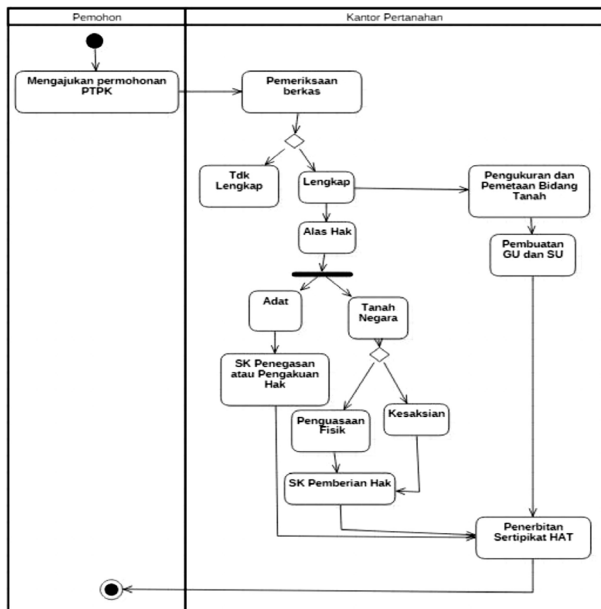 Pemohon
Kantor Pertanahan
Mengajukan permohonan
PTPK
Pemeriksaan
berkas
Tdk
Lengkap
Lengkap
Pengukuran dan
Pemetaan Bidang
Tanah
Alas Hak
Pembuatan
GU dan SU
Adat
Tanah
Negara
SK Penegasan
atau Pengakuan
Hak
Penguasaan
Fisik
Kesaksian
SK Pemberian Hak
Penerbitan
Sertipikat HAT